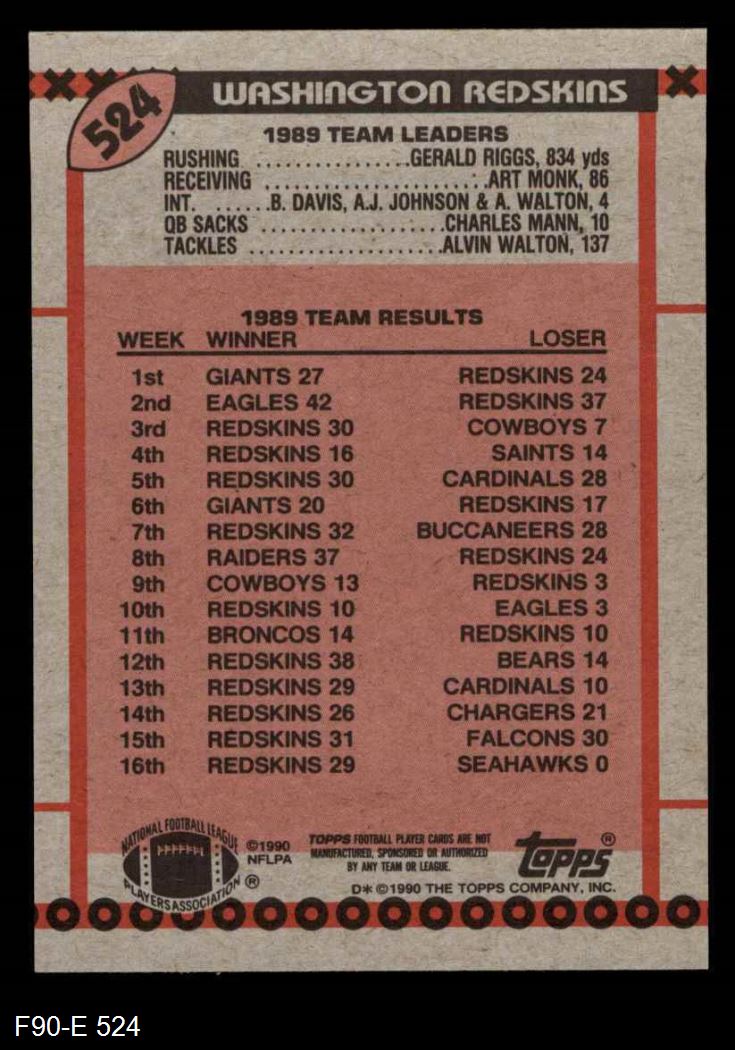 524
WASHINGTON REDSKINS
1989 TEAM LEADERS
RUSHING ................GERALD RIGGS, 834 yds
RECEIVING .......................ART MONK, 86
INT. ......B. DAVIS, A.J. JOHNSON & A. WALTON, 4
QB SACKS ...................CHARLES MANN, 10
TACKLES .....................ALVIN WALTON, 137
1989 TEAM RESULTS
WEEK WINNER LOSER
1st GIANTS 27 REDSKINS 24
2nd EAGLES 42 REDSKINS 37
3rd REDSKINS 30 COWBOYS 7
4th REDSKINS 16 SAINTS 14
5th REDSKINS 30 CARDINALS 28
6th GIANTS 20 REDSKINS 17
7th REDSKINS 32 BUCCANEERS 28
8th RAIDERS 37 REDSKINS 24
9th COWBOYS 13 REDSKINS 3
10th REDSKINS 10 EAGLES 3
11th BRONCOS 14 REDSKINS 10
12th REDSKINS 38 BEARS 14
13th REDSKINS 29 CARDINALS 10
14th REDSKINS 26 CHARGERS 21
15th REDSKINS 31 FALCONS 30
16th REDSKINS 29 SEAHAWKS 0
NATIONAL FOOTBALL LEAGUE
PLAYERS ASSOCIATION ®
©1990
NFLPA
TOPPS FOOTBALL PLAYER CARDS ARE NOT
MANUFACTURED, SPONSORED OR AUTHORIZED
BY ANY TEAM OR LEAGUE.
topps ®
D* ©1990 THE TOPPS COMPANY, INC.
F90-E 524